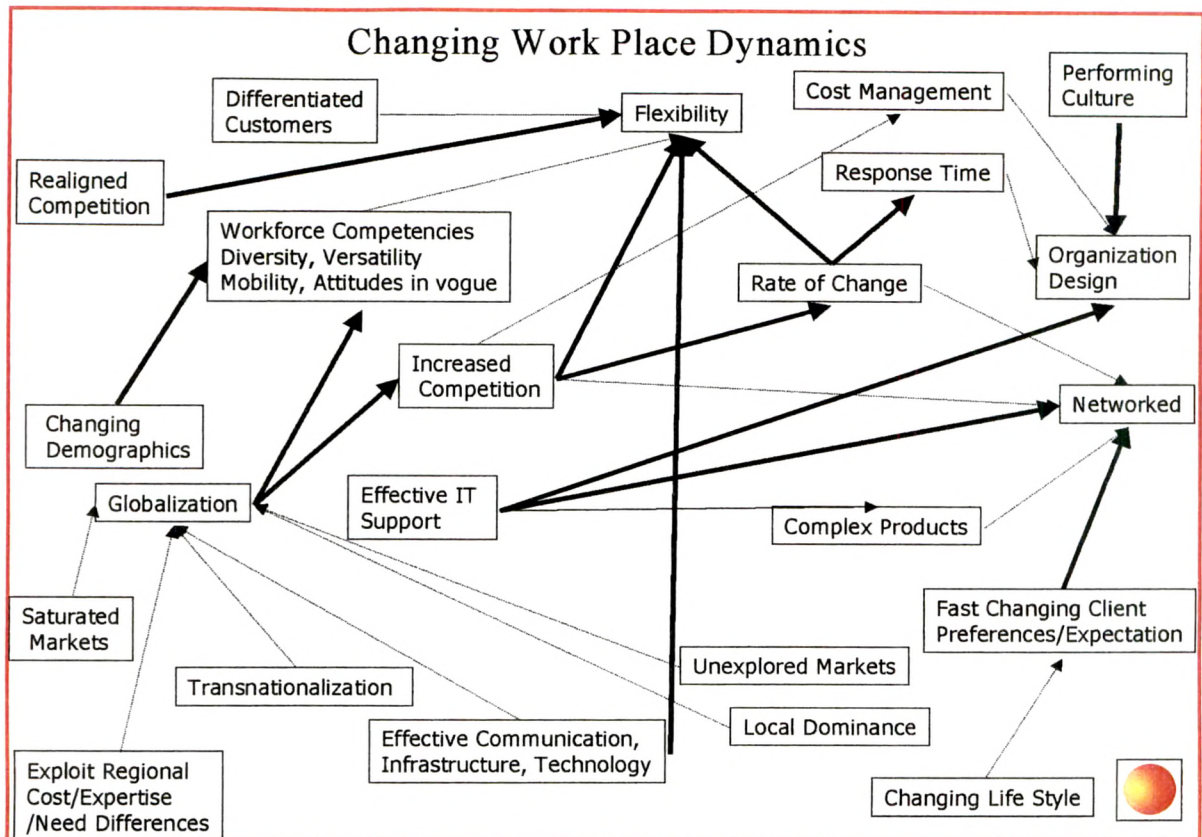 Changing Work Place Dynamics
Differentiated
Customers
Flexibility
Cost Management
Performing
Culture
Realigned
Competition
Response Time
Workforce Competencies
Diversity, Versatility
Mobility, Attitudes in vogue
Rate of Change
Organization
Design
Increased
Competition
Networked
Changing
Demographics
Globalization
Effective IT
Support
Complex Products
Saturated
Markets
Fast Changing Client
Preferences/Expectation
Transnationalization
Unexplored Markets
Local Dominance
Effective Communication,
Infrastructure, Technology
Exploit Regional
Cost/Expertise
/Need Differences
Changing Life Style